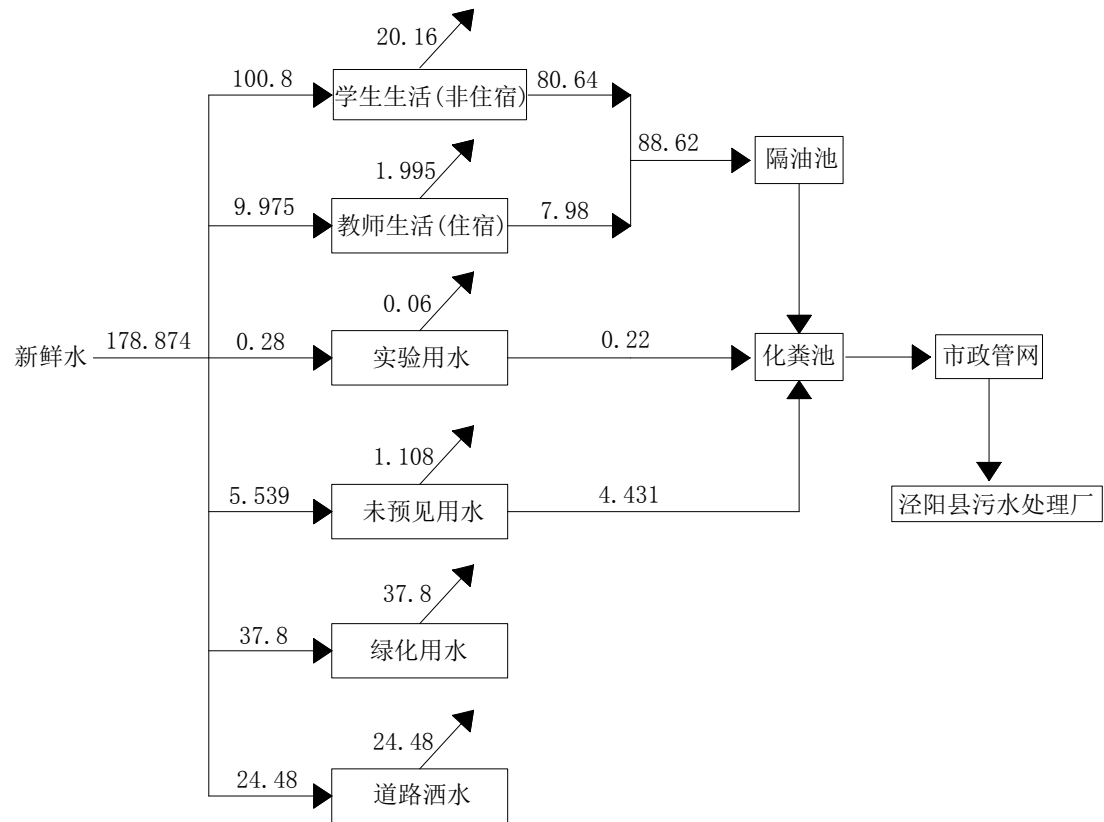 20.16
100.8
学生生活(非住宿)
80.64
88.62
隔油池
1.995
9.975
教师生活(住宿)
7.98
0.06
新鲜水
178.874
0.28
实验用水
0.22
化粪池
市政管网
1.108
5.539
未预见用水
4.431
泾阳县污水处理厂
37.8
37.8
绿化用水
24.48
24.48
道路洒水